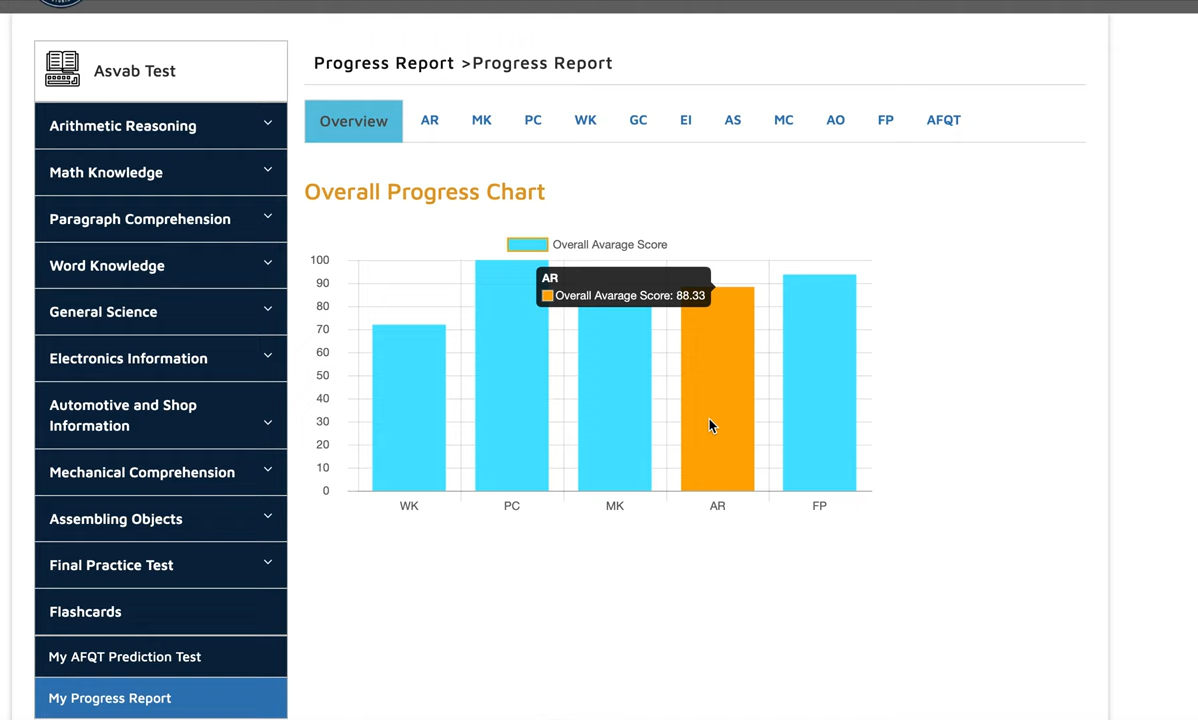 Asvab Test
Arithmetic Reasoning
Math Knowledge
Paragraph Comprehension
Word Knowledge
General Science
Electronics Information
Automotive and Shop
Information
Mechanical Comprehension
Assembling Objects
Final Practice Test
Flashcards
My AFQT Prediction Test
My Progress Report
Progress Report >Progress Report
Overview AR MK PC WK GC EI AS MC AO FP AFQT
Overall Progress Chart
Overall Avarage Score
100
90
80
70
60
50
40
30
20
10
0
AR
Overall Avarage Score: 88.33
WK PC MK AR FP